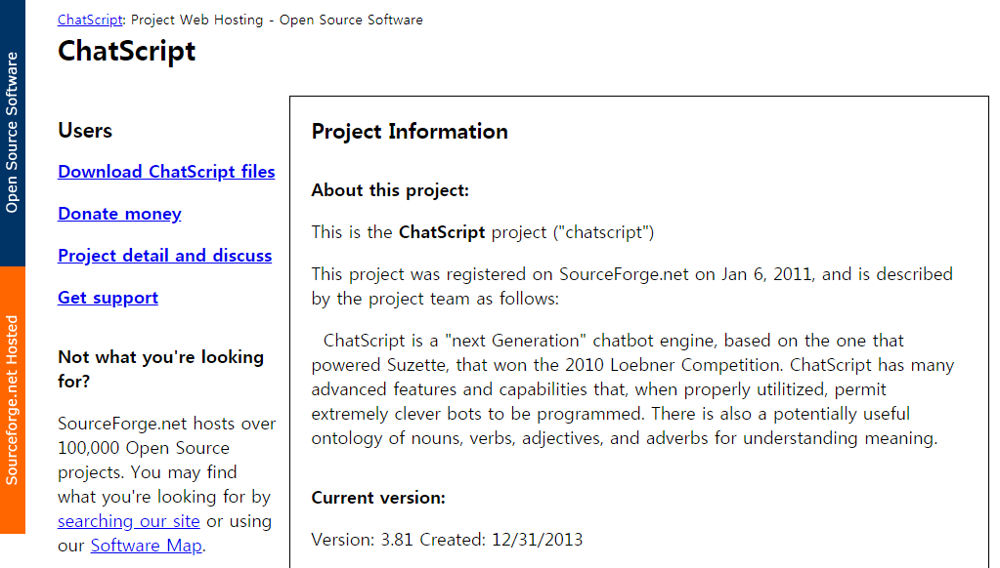 ChatScript: Project Web Hosting - Open Source Software
ChatScript
Open Source Software
Sourceforge.net Hosted
Users
Download ChatScript files
Donate money
Project detail and discuss
Get support
Not what you're looking
for?
SourceForge.net hosts over
100,000 Open Source
projects. You may find
what you're looking for by
searching our site or using
our Software Map.
Project Information
About this project:
This is the ChatScript project ("chatscript")
This project was registered on SourceForge.net on Jan 6, 2011, and is described
by the project team as follows:
ChatScript is a "next Generation" chatbot engine, based on the one that
powered Suzette, that won the 2010 Loebner Competition. ChatScript has many
advanced features and capabilities that, when properly utilitized, permit
extremely clever bots to be programmed. There is also a potentially useful
ontology of nouns, verbs, adjectives, and adverbs for understanding meaning.
Current version:
Version: 3.81 Created: 12/31/2013